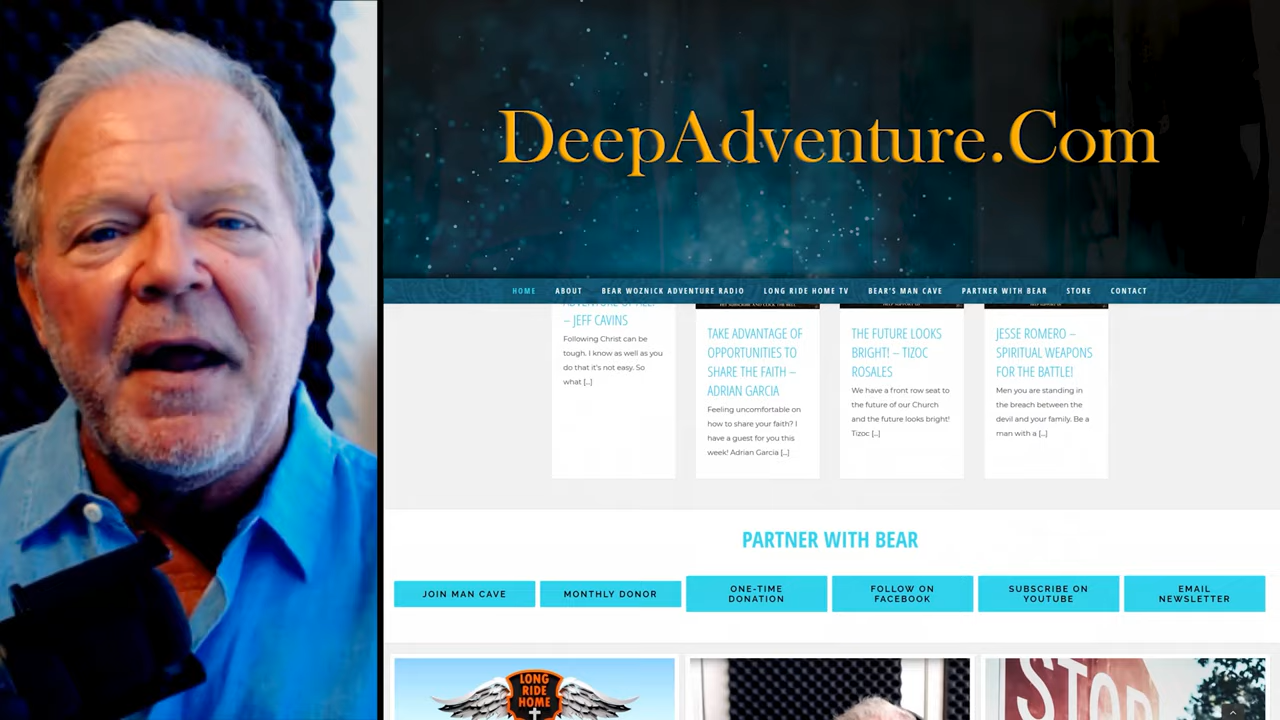 DeepAdventure.Com
HOME ABOUT BEAR WOZNICK ADVENTURE RADIO LONG RIDE HOME TV BEAR'S MAN CAVE PARTNER WITH BEAR STORE CONTACT
– JEFF CAVINS
Following Christ can be
tough. I know as well as you
do that it's not easy. So
what [...]
TAKE ADVANTAGE OF
OPPORTUNITIES TO
SHARE THE FAITH –
ADRIAN GARCIA
Feeling uncomfortable on
how to share your faith? I
have a guest for you this
week! Adrian Garcia [...]
THE FUTURE LOOKS
BRIGHT! – TIZOC
ROSALES
We have a front row seat to
the future of our Church
and the future looks bright!
Tizoc [...]
JESSE ROMERO –
SPIRITUAL WEAPONS
FOR THE BATTLE!
Men you are standing in
the breach between the
devil and your family. Be a
man with a [...]
PARTNER WITH BEAR
JOIN MAN CAVE
MONTHLY DONOR
ONE-TIME
DONATION
FOLLOW ON
FACEBOOK
SUBSCRIBE ON
YOUTUBE
EMAIL
NEWSLETTER
LONG
RIDE
HOME
STOP